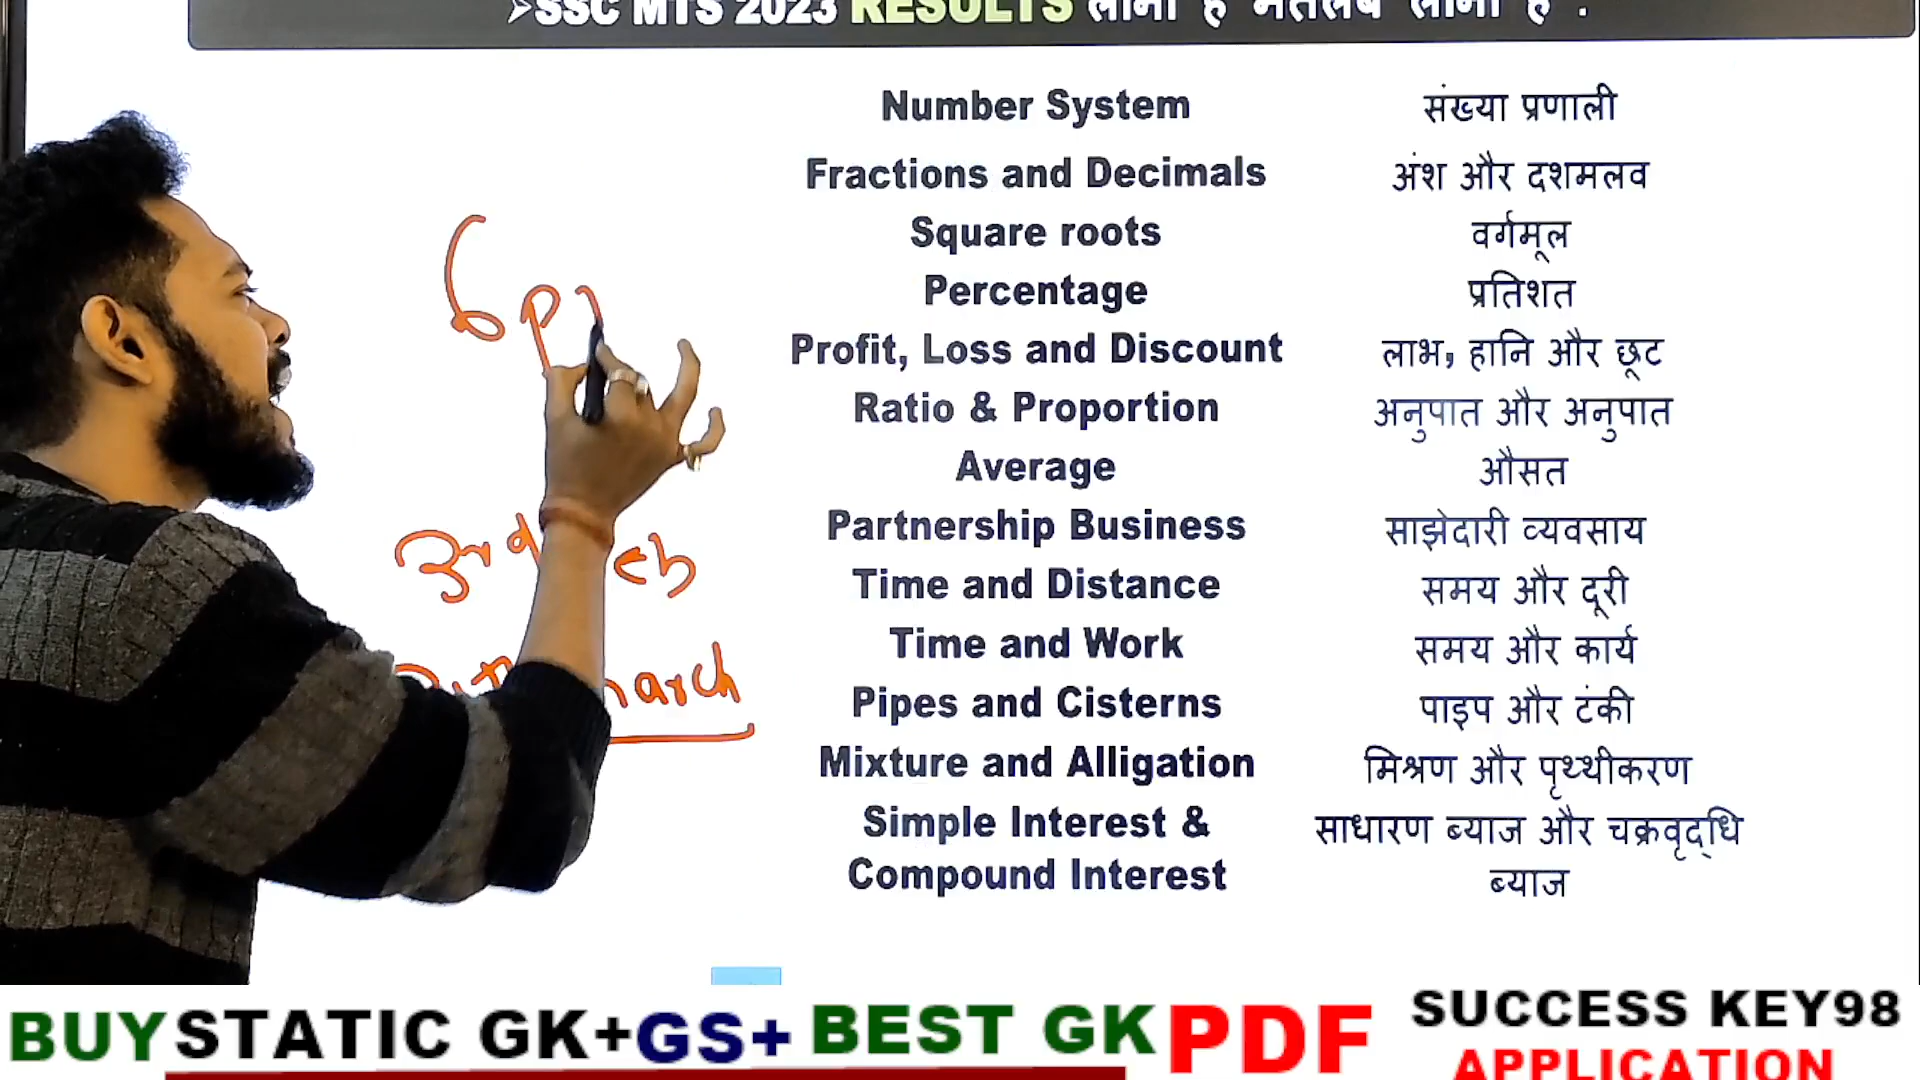 ➢SSC MTS 2023 RESULTS लाना है मतलब लाना है .
Number System संख्या प्रणाली
Fractions and Decimals अंश और दशमलव
Square roots वर्गमूल
Percentage प्रतिशत
Profit, Loss and Discount लाभ, हानि और छूट
Ratio & Proportion अनुपात और अनुपात
Average औसत
Partnership Business साझेदारी व्यवसाय
Time and Distance समय और दूरी
Time and Work समय और कार्य
Pipes and Cisterns पाइप और टंकी
Mixture and Alligation मिश्रण और पृथ्थीकरण
Simple Interest & साधारण ब्याज और चक्रवृद्धि
Compound Interest ब्याज
6 P
march
BUY STATIC GK+GS+ BEST GK PDF SUCCESS KEY98
APPLICATION